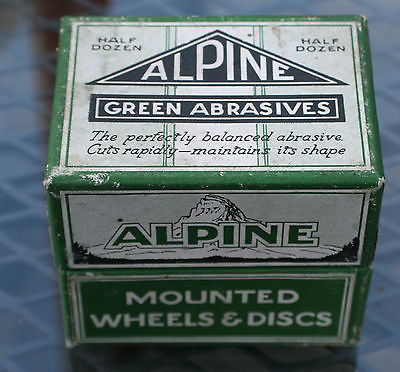 HALF
DOZEN
HALF
DOZEN
ALPINE
GREEN ABRASIVES
The perfectly balanced abrasive
Cuts rapidly—maintains its shape
ALPINE
MOUNTED
WHEELS & DISCS